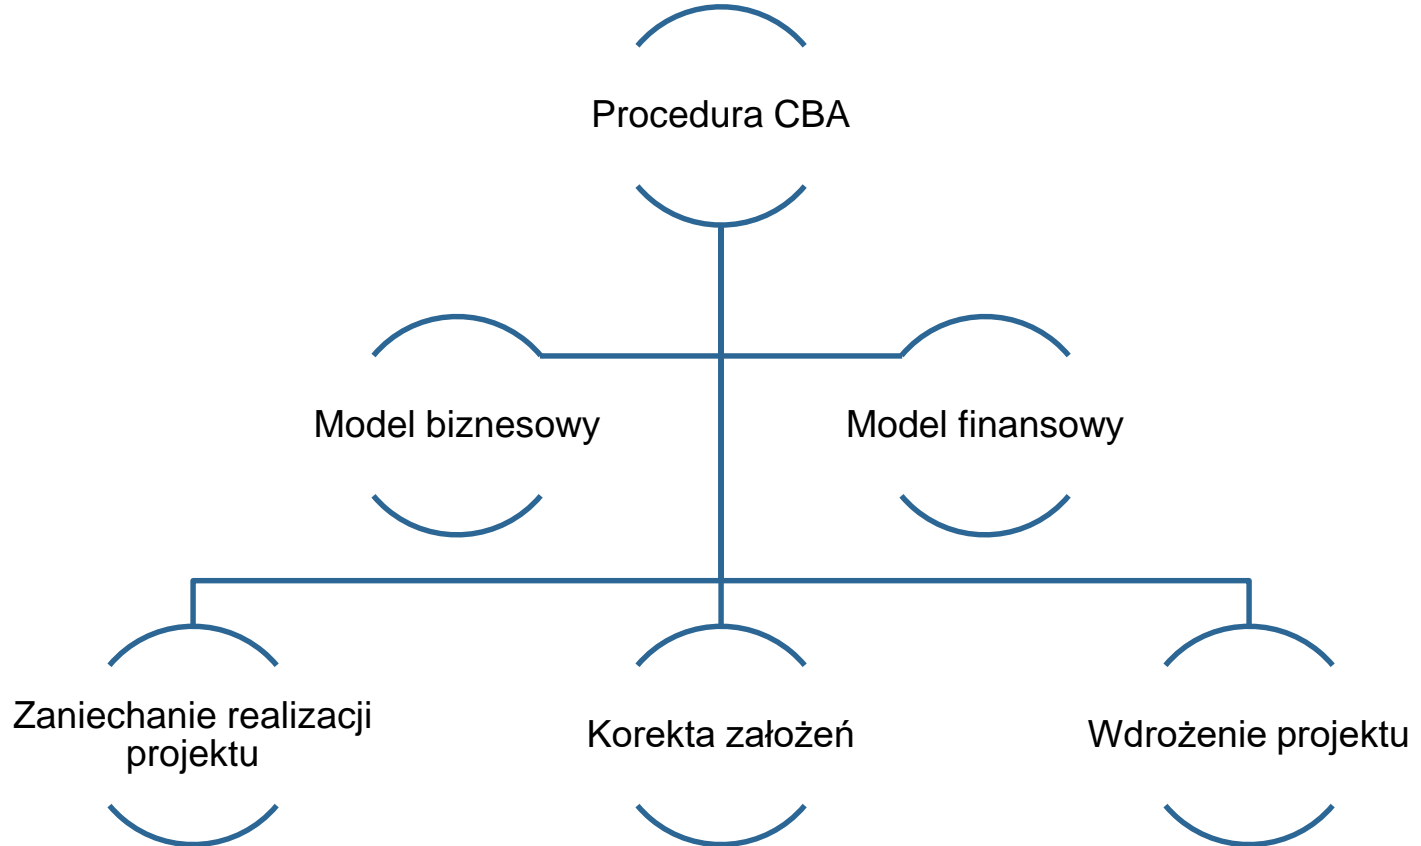 Procedura CBA
Model biznesowy
Model finansowy
Zaniechanie realizacji
projektu
Korekta założeń
Wdrożenie projektu